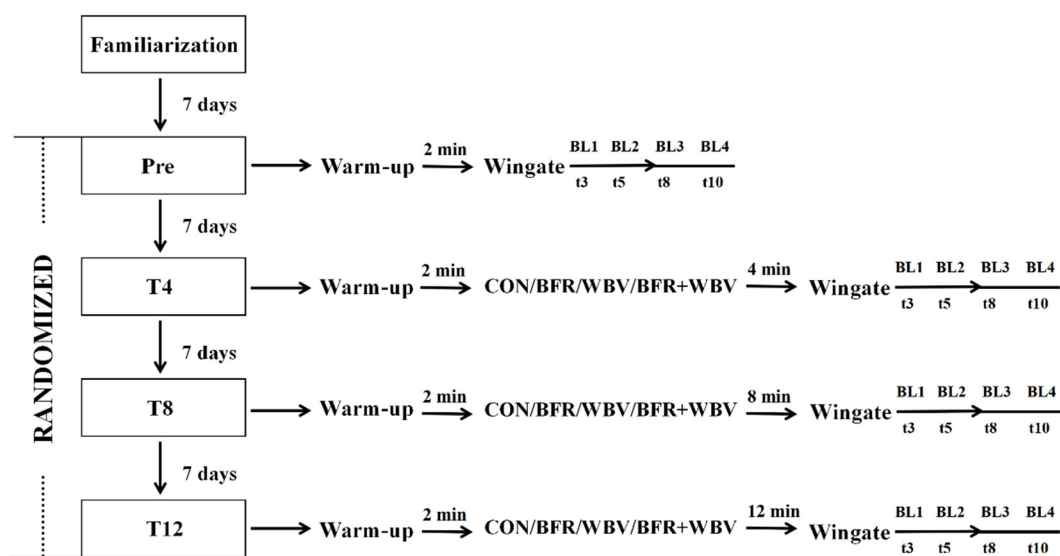 Familiarization
7 days
RANDOMIZED
Pre
Warm-up
2 min
Wingate
BL1 BL2 BL3 BL4
t3 t5 t8 t10
7 days
T4
Warm-up
2 min
CON/BFR/WBV/BFR+WBV
4 min
Wingate
BL1 BL2 BL3 BL4
t3 t5 t8 t10
7 days
T8
Warm-up
2 min
CON/BFR/WBV/BFR+WBV
8 min
Wingate
BL1 BL2 BL3 BL4
t3 t5 t8 t10
7 days
T12
Warm-up
2 min
CON/BFR/WBV/BFR+WBV
12 min
Wingate
BL1 BL2 BL3 BL4
t3 t5 t8 t10